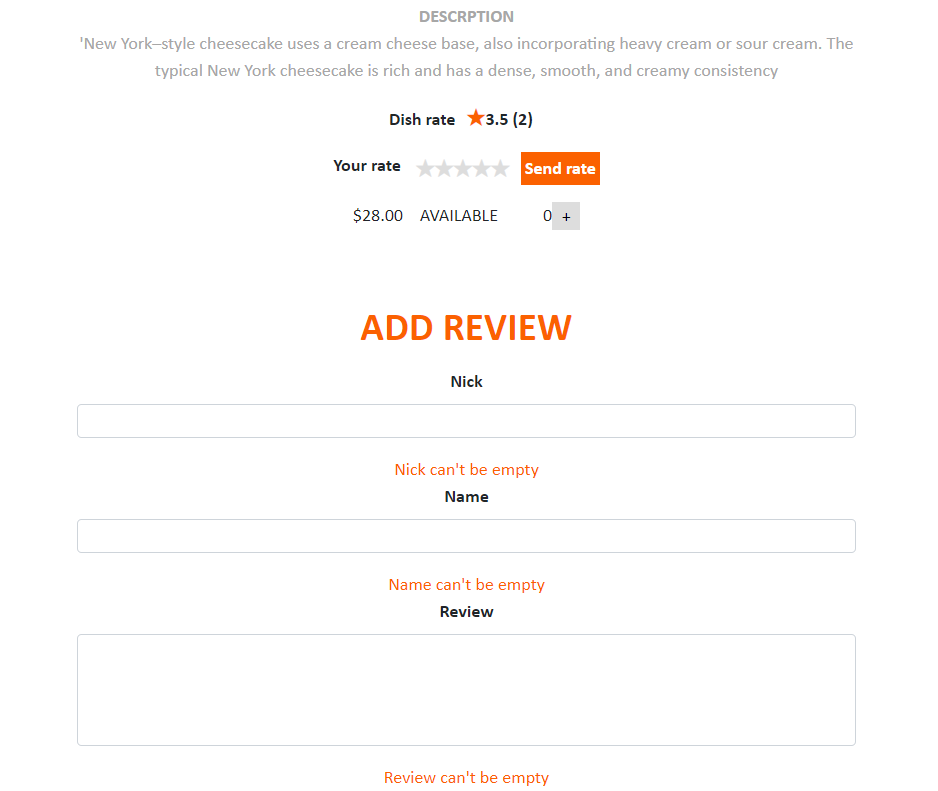 DESCRPTION
'New York–style cheesecake uses a cream cheese base, also incorporating heavy cream or sour cream. The
typical New York cheesecake is rich and has a dense, smooth, and creamy consistency
Dish rate ★3.5 (2)
Your rate ★★★★★ Send rate
$28.00 AVAILABLE 0 +
ADD REVIEW
Nick
Nick can't be empty
Name
Name can't be empty
Review
Review can't be empty